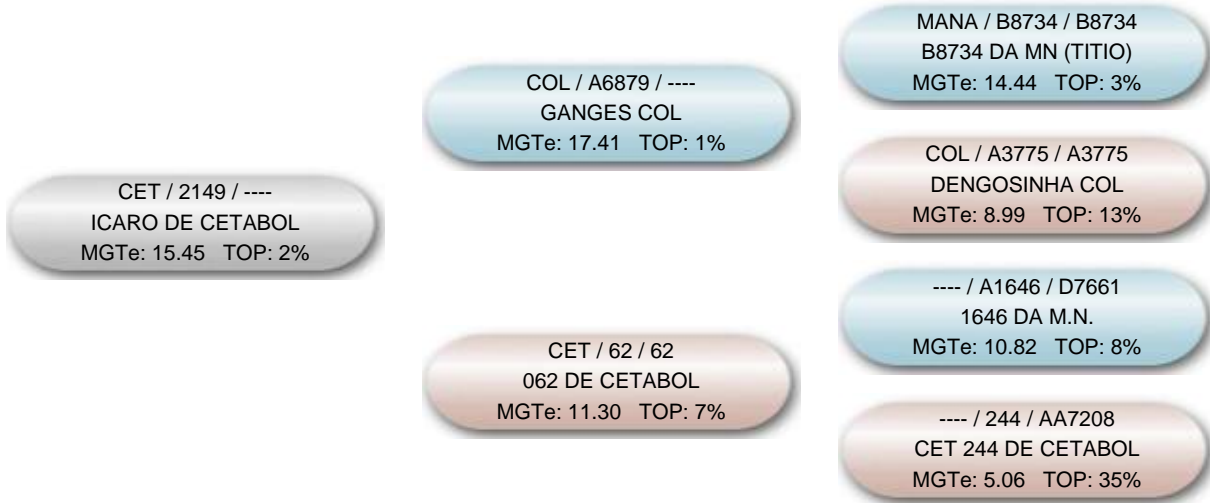 CET / 2149 / ----
ICARO DE CETABOL
MGTe: 15.45   TOP: 2%
COL / A6879 / ----
GANGES COL
MGTe: 17.41   TOP: 1%
CET / 62 / 62
062 DE CETABOL
MGTe: 11.30   TOP: 7%
MANA / B8734 / B8734
B8734 DA MN (TITIO)
MGTe: 14.44   TOP: 3%
COL / A3775 / A3775
DENGOSINHA COL
MGTe: 8.99   TOP: 13%
---- / A1646 / D7661
1646 DA M.N.
MGTe: 10.82   TOP: 8%
---- / 244 / AA7208
CET 244 DE CETABOL
MGTe: 5.06   TOP: 35%